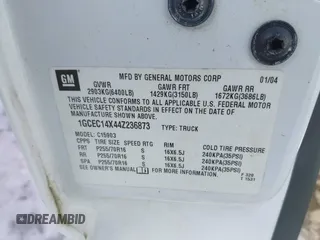 GM
MFD BY GENERAL MOTORS CORP 01/04
GVWR GAWR FRT GAWR RR
2903KG(6400LB) 1429KG(3150LB) 1672KG(3686LB)
THIS VEHICLE CONFORMS TO ALL APPLICABLE U.S. FEDERAL MOTOR
VEHICLE SAFETY STANDARDS IN EFFECT ON THE DATE OF
MANUFACTURE SHOWN ABOVE.
1GCEC14X44Z236873 TYPE: TRUCK
MODEL: C15903
TIRE SIZE SPEED RTG RIM COLD TIRE PRESSURE
FRT P255/70R16 S 16X6.5J 240KPA(35PSI)
RR P255/70R16 S 16X6.5J 240KPA(35PSI)
SPA P255/70R16 S 16X6.5J 240KPA(35PSI)
DREAMBID